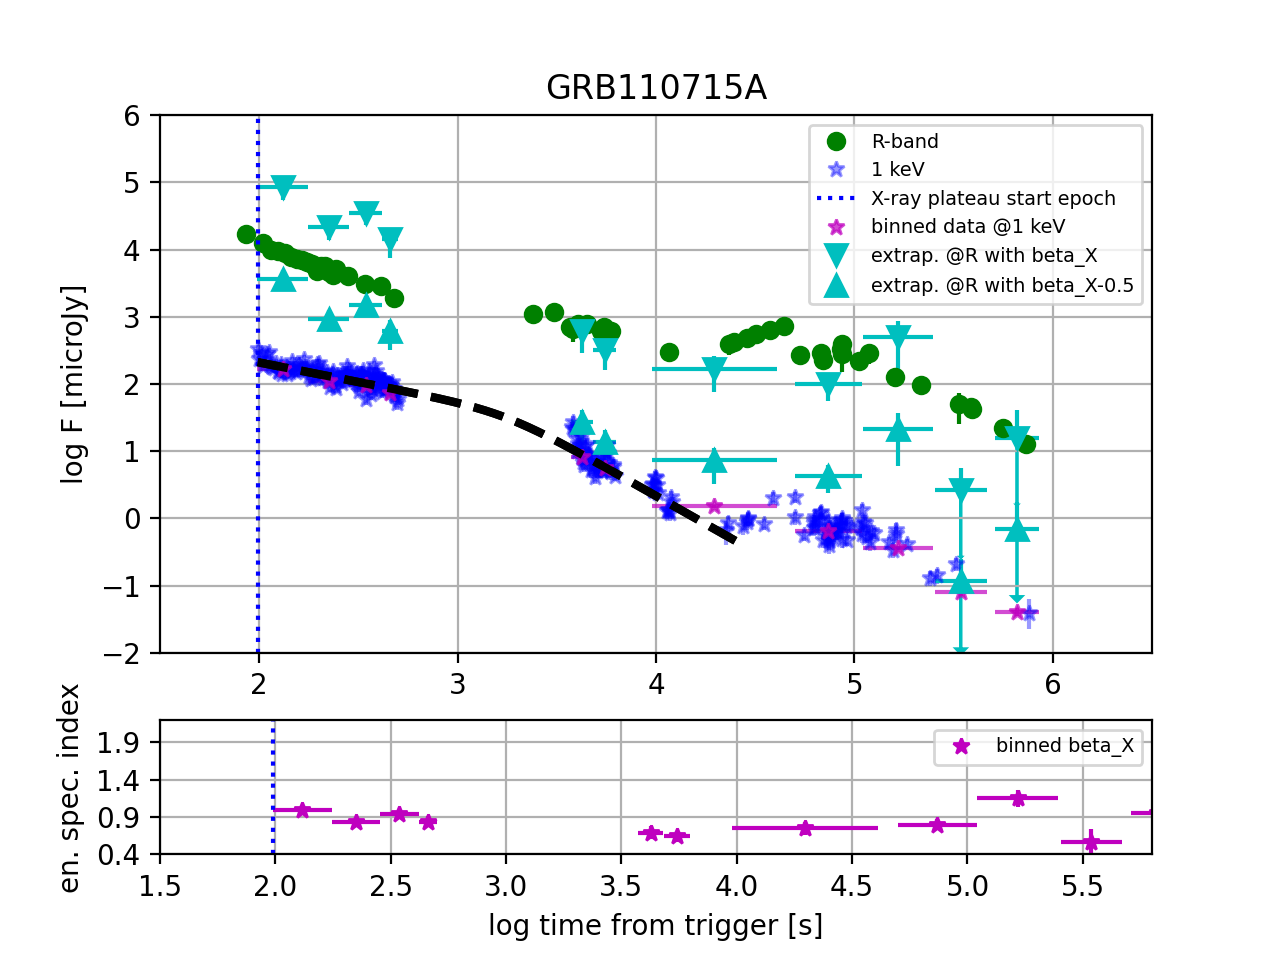 GRB110715A
log F [microJy]
6
5
4
3
2
1
0
−1
−2
R-band
1 keV
X-ray plateau start epoch
binned data @1 keV
extrap. @R with beta_X
extrap. @R with beta_X-0.5
2 3 4 5 6
en. spec. index
1.9
1.4
0.9
0.4
binned beta_X
1.5 2.0 2.5 3.0 3.5 4.0 4.5 5.0 5.5
log time from trigger [s]